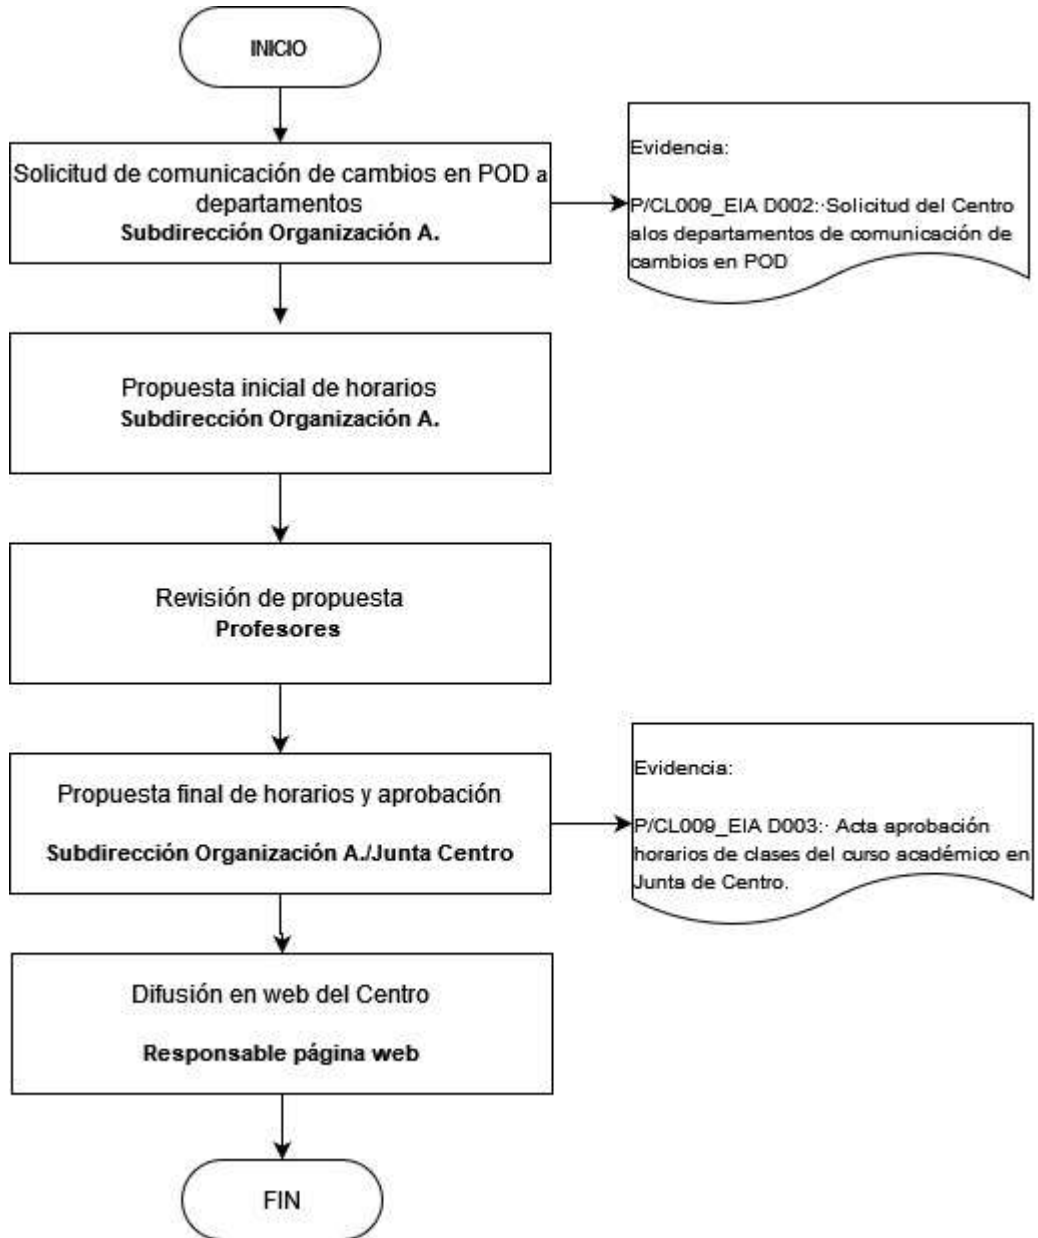 INICIO
Solicitud de comunicación de cambios en POD a
departamentos
Subdirección Organización A.
Evidencia:
P/CL009_EIA D002:·Solicitud del Centro
alos departamentos de comunicación de
cambios en POD
Propuesta inicial de horarios
Subdirección Organización A.
Revisión de propuesta
Profesores
Propuesta final de horarios y aprobación
Subdirección Organización A./Junta Centro
Evidencia:
P/CL009_EIA D003:· Acta aprobación
horarios de clases del curso académico en
Junta de Centro.
Difusión en web del Centro
Responsable página web
FIN